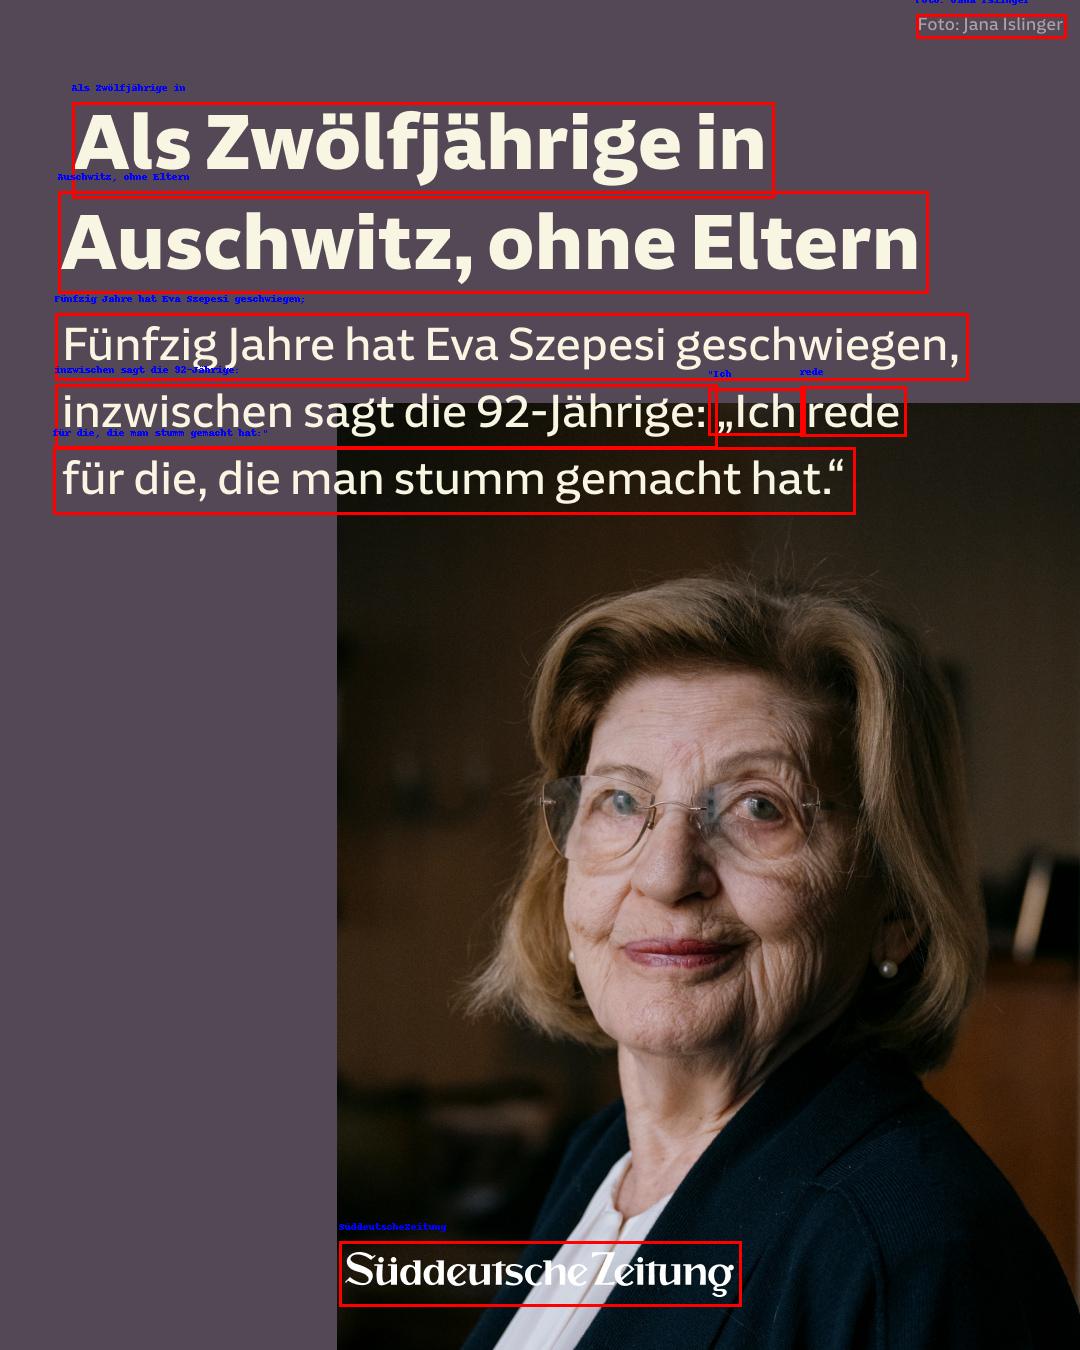 Foto: Jana Islinger
Als Zwölfjährige in
Auschwitz, ohne Eltern
Fünfzig Jahre hat Eva Szepesi geschwiegen,
inzwischen sagt die 92-Jährige: „Ich rede
für die, die man stumm gemacht hat.“
Süddeutsche Zeitung